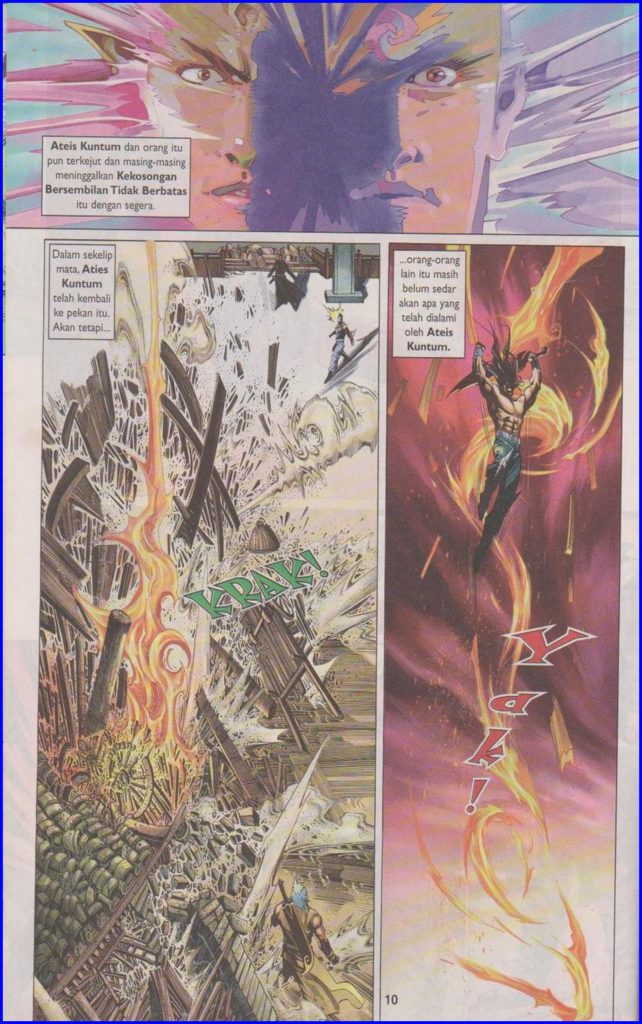 Ateis Kuntum dan orang itu
pun terkejut dan masing-masing
meninggalkan Kekosongan
Bersembilan Tidak Berbatas
itu dengan segera.
Dalam sekelip
mata, Aties
Kuntum
telah kembali
ke pekan itu.
Akan tetapi...
...orang-orang
lain itu masih
belum sedar
akan apa yang
telah dialami
oleh Ateis
Kuntum.
KRAK!
Yak!
10